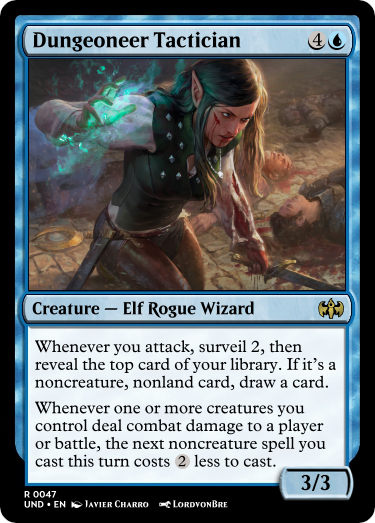 Dungeoneer Tactician 4
Creature — Elf Rogue Wizard
Whenever you attack, surveil 2, then
reveal the top card of your library. If it's a
noncreature, nonland card, draw a card.
Whenever one or more creatures you
control deal combat damage to a player
or battle, the next noncreature spell you
cast this turn costs 2 less to cast.
3/3
R 0047
UND • EN Javier Charro LordvonBre